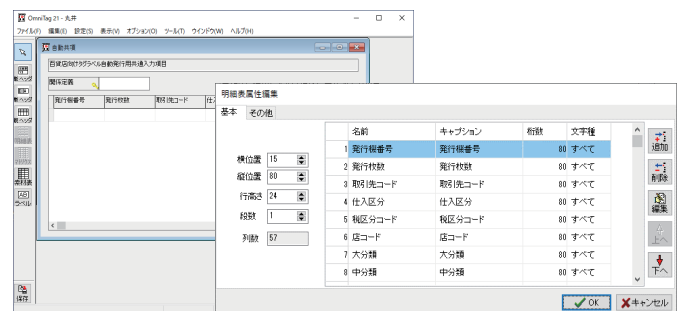 OmniTag 21 - 丸井
ファイル(F) 編集(E) 設定(S) 表示(V) オプション(O) ツール(T) ウインドウ(W) ヘルプ(H)
自動共項
百貨店向けタグラベル自動発行用共通入力項目
関係定義
発行機番号 発行枚数 取引先コード
素材表
ラベル
保存
明細表属性編集
基本 その他
横位置 15
縦位置 80
行高さ 24
段数 1
列数 57
名前 キャプション 桁数 文字種
1 発行機番号 発行機番号 80 すべて
2 発行枚数 発行枚数 80 すべて
3 取引先コード 取引先コード 80 すべて
4 仕入区分 仕入区分 80 すべて
5 税区分コード 税区分コード 80 すべて
6 店コード 店コード 80 すべて
7 大分類 大分類 80 すべて
8 中分類 中分類 80 すべて
追加
削除
編集
上へ
下へ
OK キャンセル